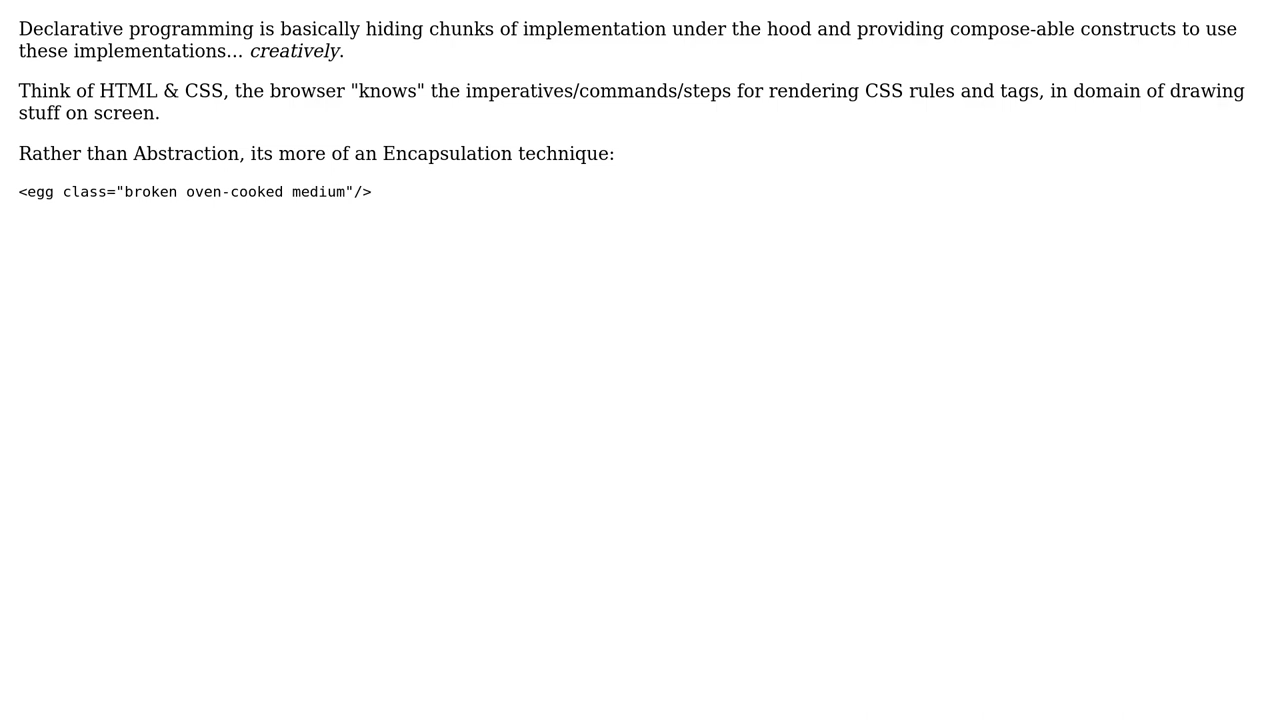 Declarative programming is basically hiding chunks of implementation under the hood and providing compose-able constructs to use
these implementations... creatively.
Think of HTML & CSS, the browser "knows" the imperatives/commands/steps for rendering CSS rules and tags, in domain of drawing
stuff on screen.
Rather than Abstraction, its more of an Encapsulation technique:
<egg class="broken oven-cooked medium"/>